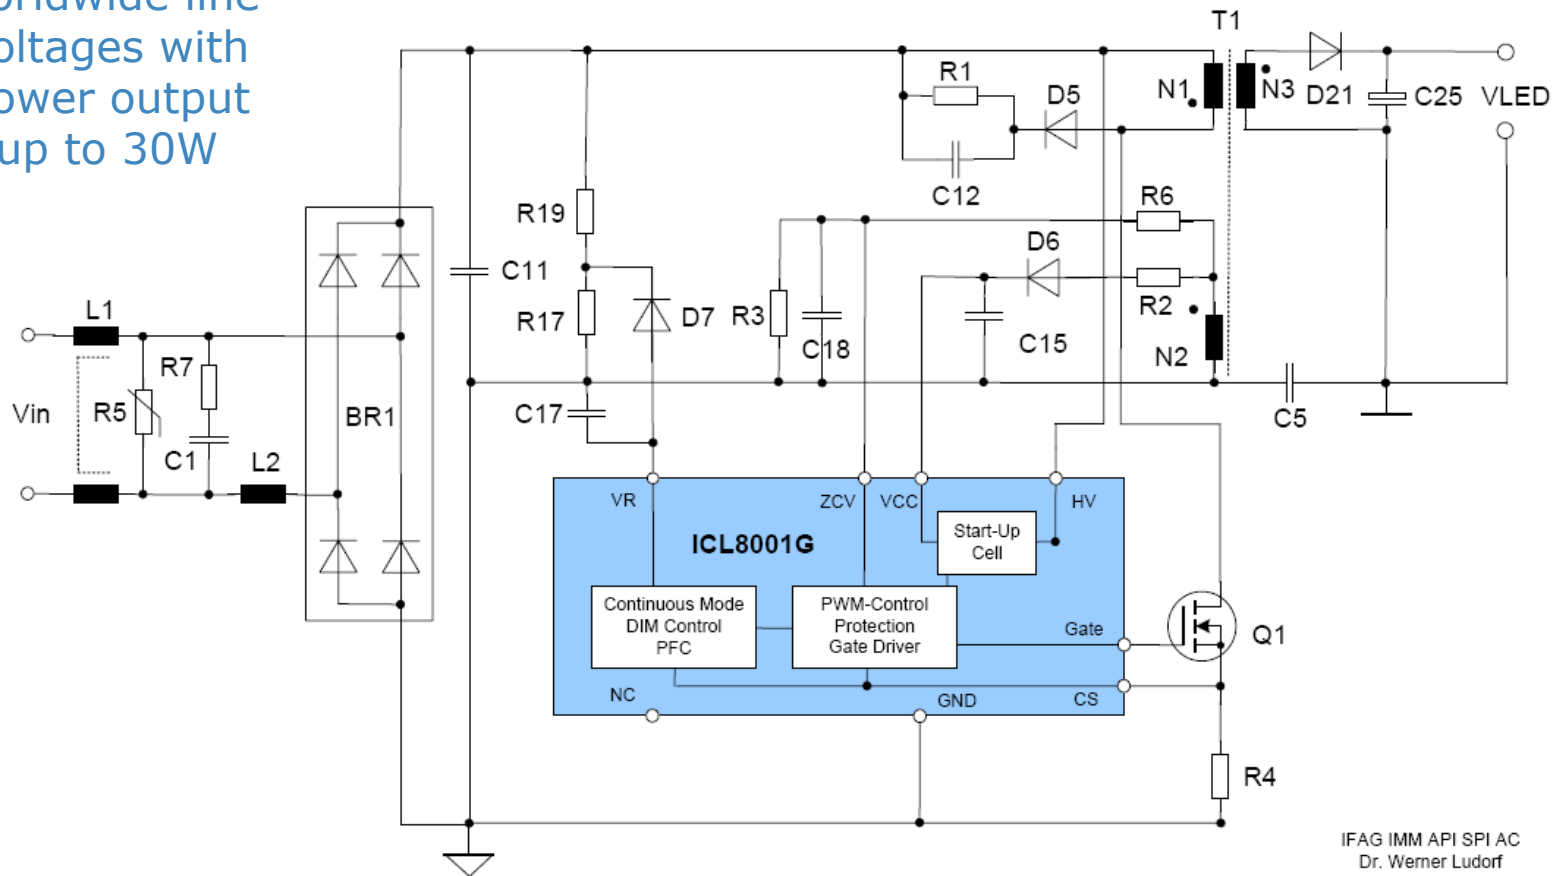 orldwide line
oltages with
ower output
up to 30W
T1
R1
D5
N1
N3
D21
C25
VLED
C12
R19
R6
D6
C11
R17
D7
R3
C18
C15
R2
N2
L1
R7
Vin
R5
C1
BR1
L2
C17
C5
VR
ZCV
VCC
HV
ICL8001G
Start-Up
Cell
Continuous Mode
DIM Control
PFC
PWM-Control
Protection
Gate Driver
Gate
Q1
NC
GND
CS
R4
IFAG IMM API SPI AC
Dr. Werner Ludorf